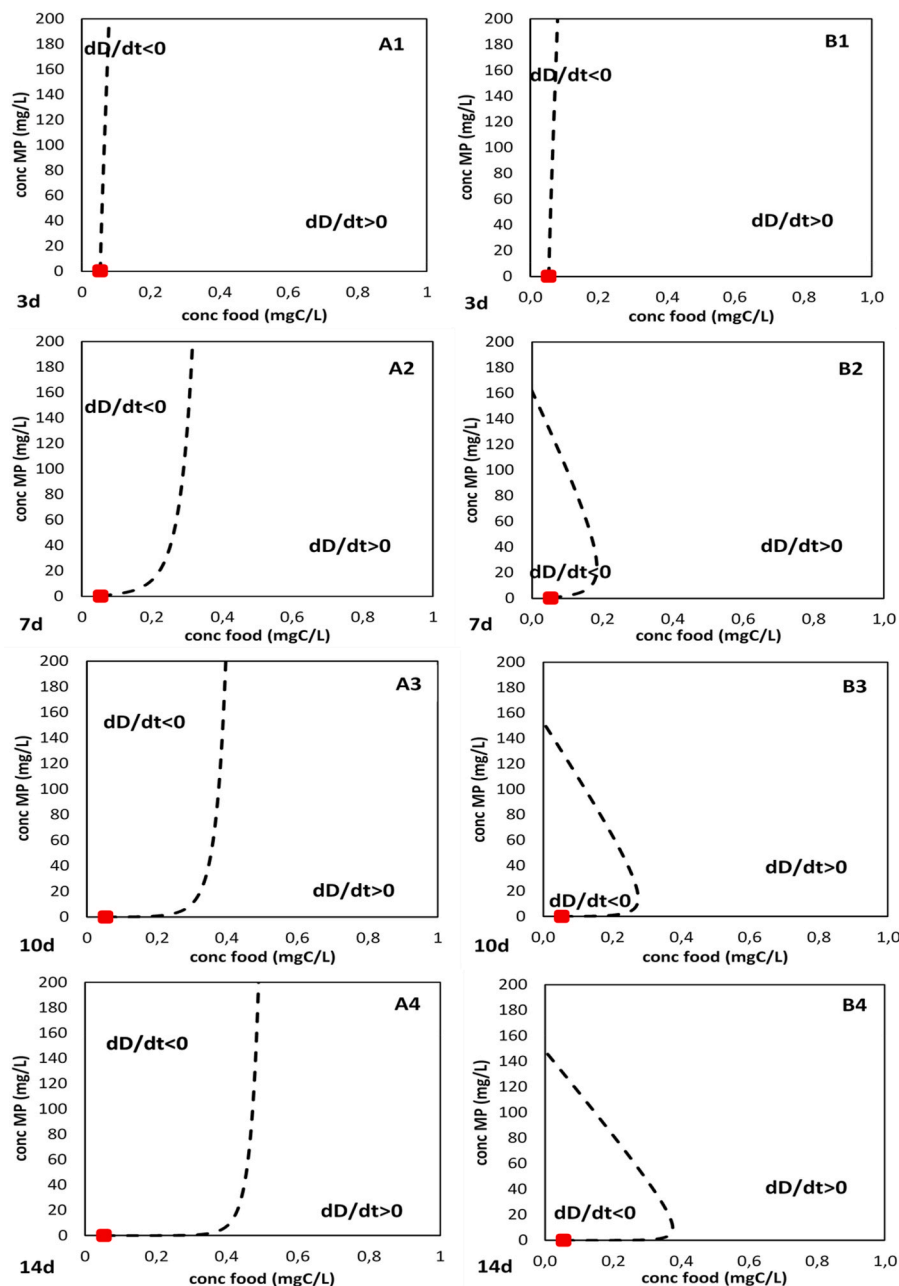 200
180
160
140
120
100
80
60
40
20
0
conc MP (mg/L)
dD/dt<0
A1
dD/dt>0
0 0,2 0,4 0,6 0,8 1
3d
conc food (mgC/L)
200
180
160
140
120
100
80
60
40
20
0
conc MP (mg/L)
B1
dD/dt<0
dD/dt>0
0,0 0,2 0,4 0,6 0,8 1,0
conc food (mgC/L)
200
180
160
140
120
100
80
60
40
20
0
conc MP (mg/L)
A2
dD/dt<0
dD/dt>0
0 0,2 0,4 0,6 0,8 1
7d
conc food (mgC/L)
200
180
160
140
120
100
80
60
40
20
0
conc MP (mg/L)
B2
dD/dt>0
dD/dt<0
0,0 0,2 0,4 0,6 0,8 1,0
7d
conc food (mgC/L)
200
180
160
140
120
100
80
60
40
20
0
conc MP (mg/L)
A3
dD/dt<0
dD/dt>0
0 0,2 0,4 0,6 0,8 1
10d
conc food (mgC/L)
200
180
160
140
120
100
80
60
40
20
0
conc MP (mg/L)
B3
dD/dt>0
dD/dt<0
0,0 0,2 0,4 0,6 0,8 1,0
10d
conc food (mgC/L)
200
180
160
140
120
100
80
60
40
20
0
conc MP (mg/L)
A4
dD/dt<0
dD/dt>0
0 0,2 0,4 0,6 0,8 1
14d
conc food (mgC/L)
200
180
160
140
120
100
80
60
40
20
0
conc MP (mg/L)
B4
dD/dt>0
dD/dt<0
0,0 0,2 0,4 0,6 0,8 1,0
14d
conc food (mgC/L)